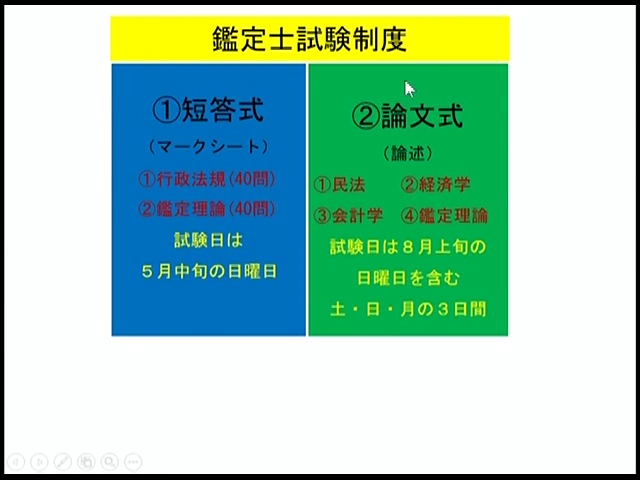 鑑定士試験制度
①短答式
（マークシート）
①行政法規(40問)
②鑑定理論(40問)
試験日は
５月中旬の日曜日
②論文式
（論述）
①民法　②経済学
③会計学　④鑑定理論
試験日は８月上旬の
日曜日を含む
土・日・月の３日間